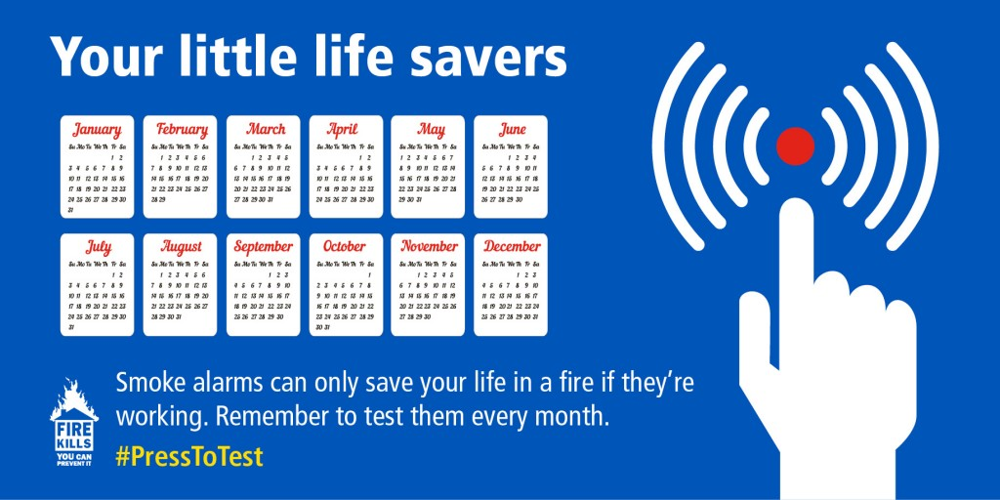 Your little life savers
January
Su Mo Tu We Th Fr Sa
1 2
3 4 5 6 7 8 9
10 11 12 13 14 15 16
17 18 19 20 21 22 23
24 25 26 27 28 29 30
31
February
Su Mo Tu We Th Fr Sa
1 2 3 4 5 6
7 8 9 10 11 12 13
14 15 16 17 18 19 20
21 22 23 24 25 26 27
28 29
March
Su Mo Tu We Th Fr Sa
1 2 3 4 5
6 7 8 9 10 11 12
13 14 15 16 17 18 19
20 21 22 23 24 25 26
27 28 29 30 31
April
Su Mo Tu We Th Fr Sa
1 2
3 4 5 6 7 8 9
10 11 12 13 14 15 16
17 18 19 20 21 22 23
24 25 26 27 28 29 30
May
Su Mo Tu We Th Fr Sa
1 2 3 4 5 6 7
8 9 10 11 12 13 14
15 16 17 18 19 20 21
22 23 24 25 26 27 28
29 30 31
June
Su Mo Tu We Th Fr Sa
1 2 3 4
5 6 7 8 9 10 11
12 13 14 15 16 17 18
19 20 21 22 23 24 25
26 27 28 29 30
July
Su Mo Tu We Th Fr Sa
1 2
3 4 5 6 7 8 9
10 11 12 13 14 15 16
17 18 19 20 21 22 23
24 25 26 27 28 29 30
31
August
Su Mo Tu We Th Fr Sa
1 2 3 4 5 6
7 8 9 10 11 12 13
14 15 16 17 18 19 20
21 22 23 24 25 26 27
28 29 30 31
September
Su Mo Tu We Th Fr Sa
1 2 3
4 5 6 7 8 9 10
11 12 13 14 15 16 17
18 19 20 21 22 23 24
25 26 27 28 29 30
October
Su Mo Tu We Th Fr Sa
1
2 3 4 5 6 7 8
9 10 11 12 13 14 15
16 17 18 19 20 21 22
23 24 25 26 27 28 29
30 31
November
Su Mo Tu We Th Fr Sa
1 2 3 4 5
6 7 8 9 10 11 12
13 14 15 16 17 18 19
20 21 22 23 24 25 26
27 28 29 30
December
Su Mo Tu We Th Fr Sa
1 2 3
4 5 6 7 8 9 10
11 12 13 14 15 16 17
18 19 20 21 22 23 24
25 26 27 28 29 30 31
Smoke alarms can only save your life in a fire if they're
working. Remember to test them every month.
#PressToTest
FIRE
KILLS
YOU CAN
PREVENT IT